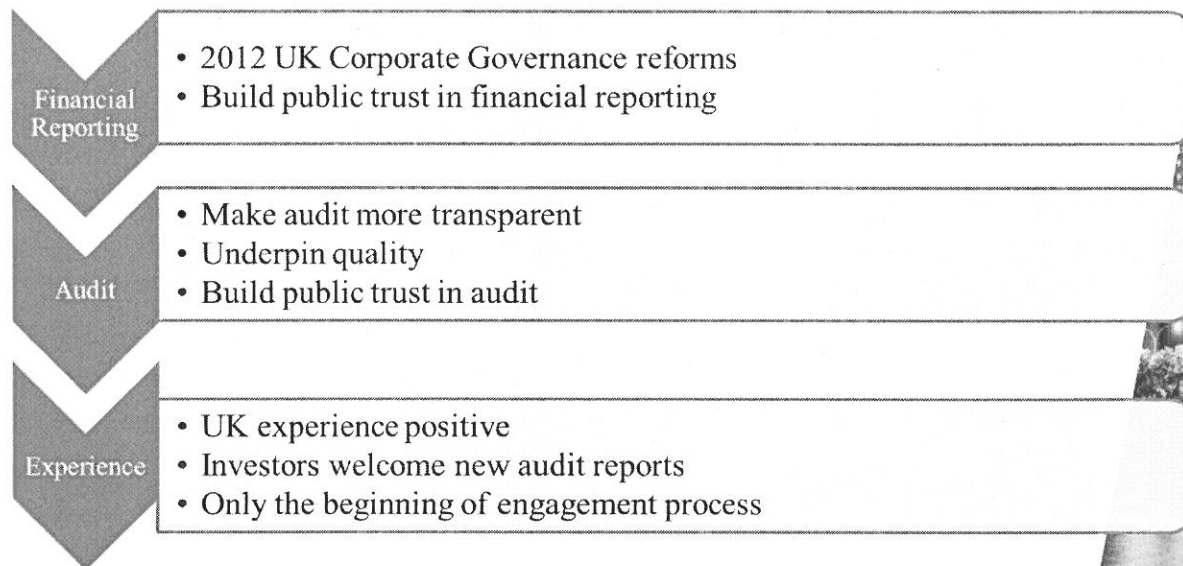 Financial
Reporting
• 2012 UK Corporate Governance reforms
• Build public trust in financial reporting
Audit
• Make audit more transparent
• Underpin quality
• Build public trust in audit
Experience
• UK experience positive
• Investors welcome new audit reports
• Only the beginning of engagement process